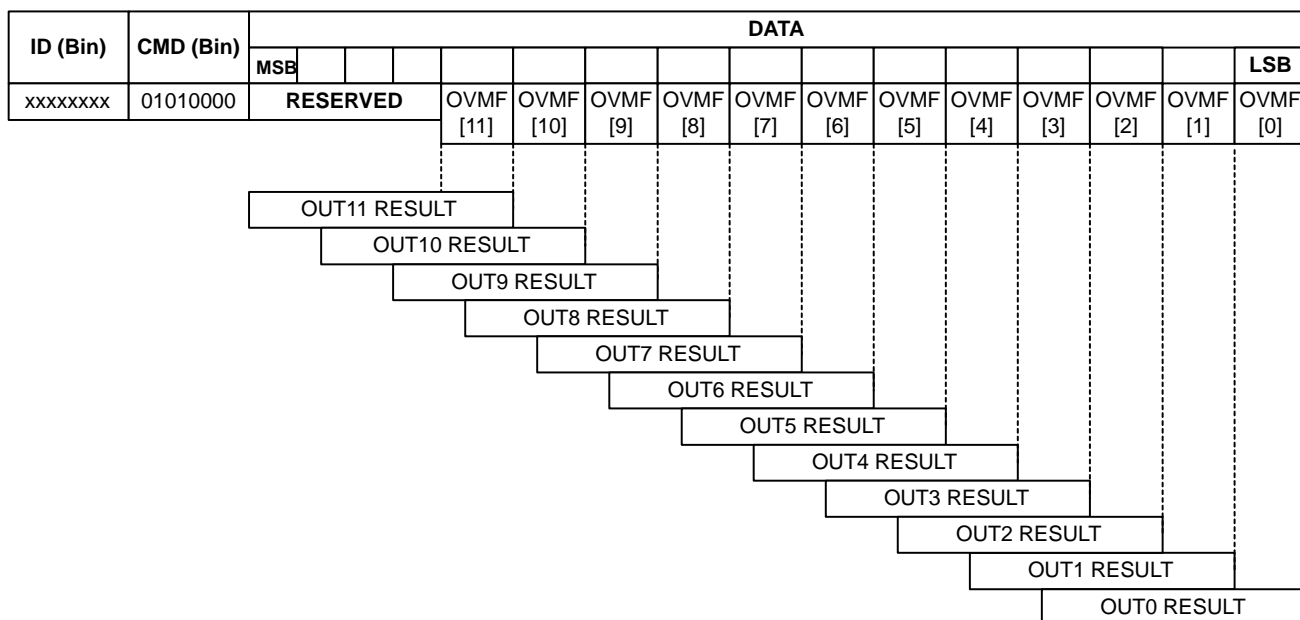 DATA
ID (Bin) CMD (Bin)
MSB LSB
xxxxxxxx 01010000 RESERVED OVMF OVMF OVMF OVMF OVMF OVMF OVMF OVMF OVMF OVMF OVMF OVMF
[11] [10] [9] [8] [7] [6] [5] [4] [3] [2] [1] [0]
OUT11 RESULT
OUT10 RESULT
OUT9 RESULT
OUT8 RESULT
OUT7 RESULT
OUT6 RESULT
OUT5 RESULT
OUT4 RESULT
OUT3 RESULT
OUT2 RESULT
OUT1 RESULT
OUT0 RESULT